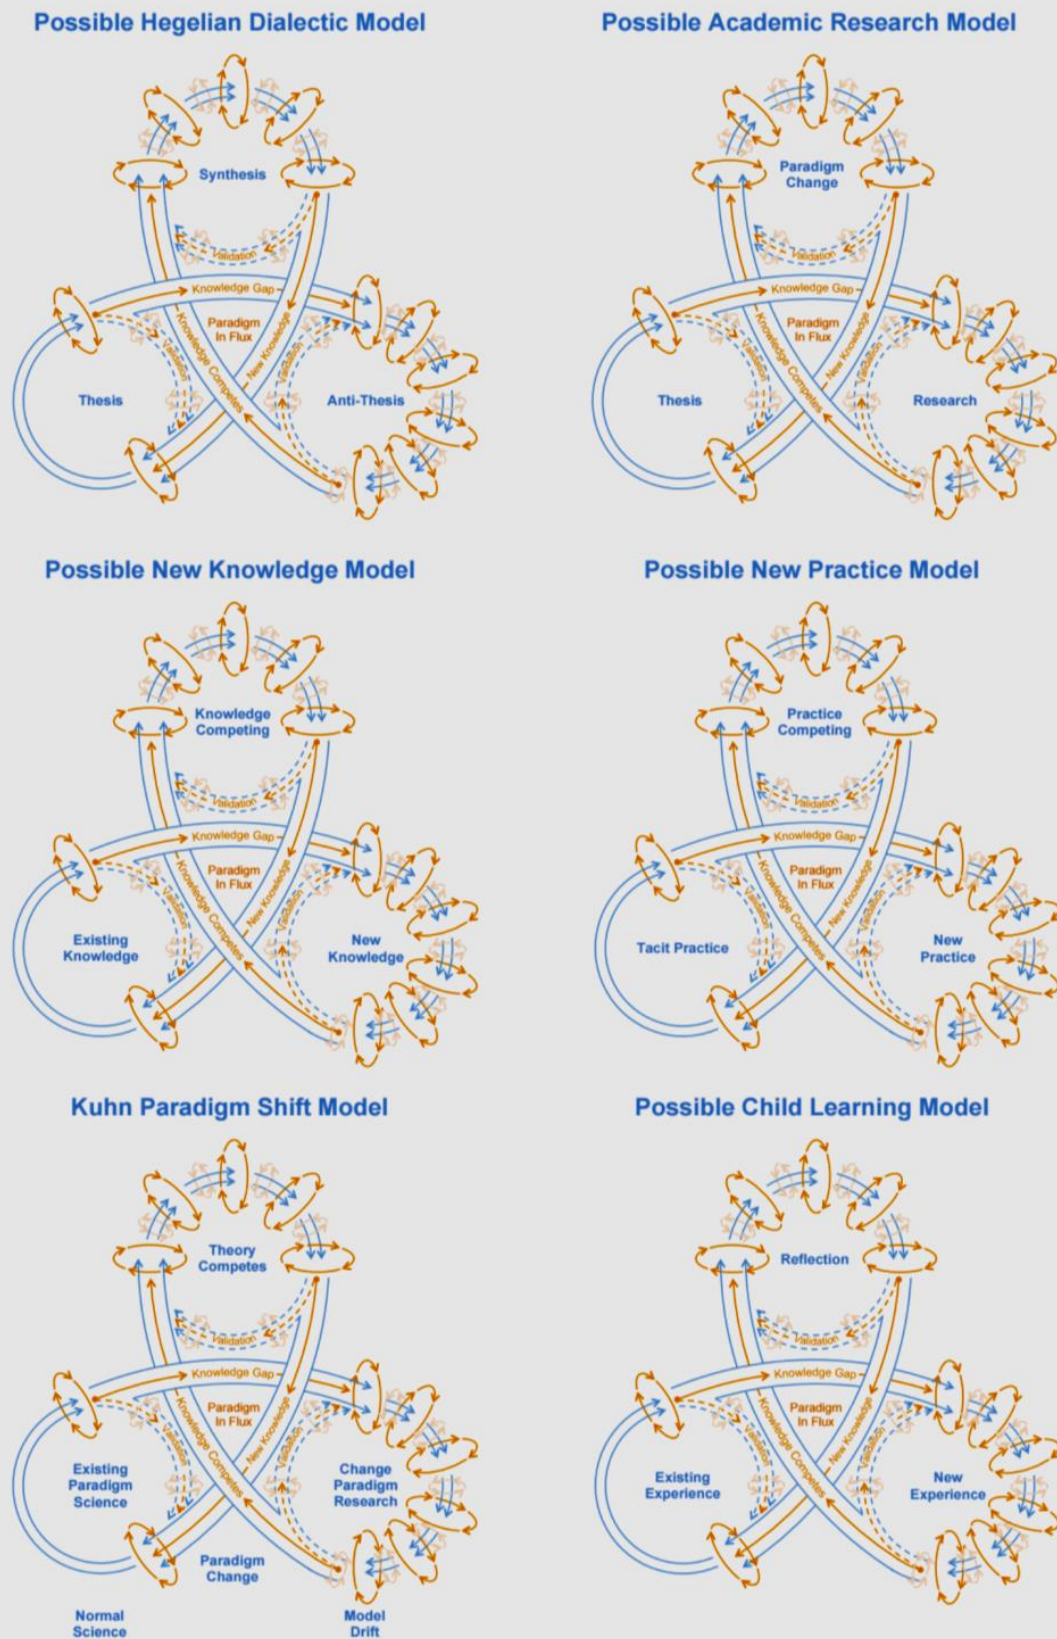 Possible Hegelian Dialectic Model
Synthesis
Validation
Knowledge Gap
Paradigm
In Flux
Knowledge Competes
New Knowledge
Validation
Validation
Thesis
Anti-Thesis
Possible Academic Research Model
Paradigm
Change
Validation
Knowledge Gap
Paradigm
In Flux
Knowledge Competes
New Knowledge
Validation
Validation
Thesis
Research
Possible New Knowledge Model
Knowledge
Competing
Validation
Knowledge Gap
Paradigm
In Flux
Knowledge Competes
New Knowledge
Validation
Validation
Existing
Knowledge
New
Knowledge
Possible New Practice Model
Practice
Competing
Validation
Knowledge Gap
Paradigm
In Flux
Knowledge Competes
New Knowledge
Validation
Validation
Tacit Practice
New
Practice
Kuhn Paradigm Shift Model
Theory
Competes
Validation
Knowledge Gap
Paradigm
In Flux
Knowledge Competes
New Knowledge
Validation
Validation
Existing
Paradigm
Science
Change
Paradigm
Research
Paradigm
Change
Normal
Science
Model
Drift
Possible Child Learning Model
Reflection
Validation
Knowledge Gap
Paradigm
In Flux
Knowledge Competes
New Knowledge
Validation
Validation
Existing
Experience
New
Experience